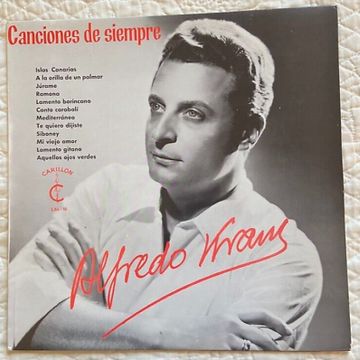 Canciones de siempre
Islas Canarias
A la orilla de un palmar
Júrame
Ramona
Lamento borincano
Canto carabalí
Mediterráneo
Te quiero dijiste
Siboney
Mi viejo amor
Lamento gitano
Aquellos ojos verdes
CARILLON
C
Alfredo Kraus